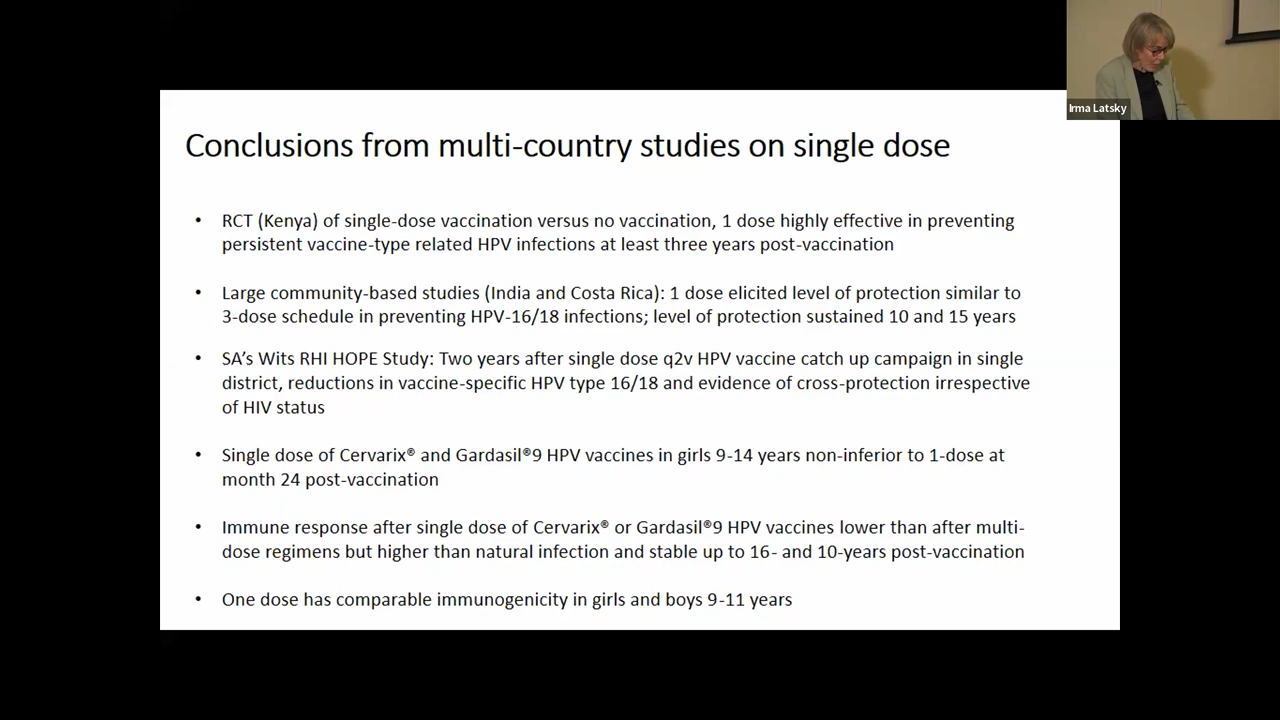 Irma Latsky
Conclusions from multi-country studies on single dose
• RCT (Kenya) of single-dose vaccination versus no vaccination, 1 dose highly effective in preventing
persistent vaccine-type related HPV infections at least three years post-vaccination
• Large community-based studies (India and Costa Rica): 1 dose elicited level of protection similar to
3-dose schedule in preventing HPV-16/18 infections; level of protection sustained 10 and 15 years
• SA’s Wits RHI HOPE Study: Two years after single dose q2v HPV vaccine catch up campaign in single
district, reductions in vaccine-specific HPV type 16/18 and evidence of cross-protection irrespective
of HIV status
• Single dose of Cervarix® and Gardasil®9 HPV vaccines in girls 9-14 years non-inferior to 1-dose at
month 24 post-vaccination
• Immune response after single dose of Cervarix® or Gardasil®9 HPV vaccines lower than after multi-
dose regimens but higher than natural infection and stable up to 16- and 10-years post-vaccination
• One dose has comparable immunogenicity in girls and boys 9-11 years